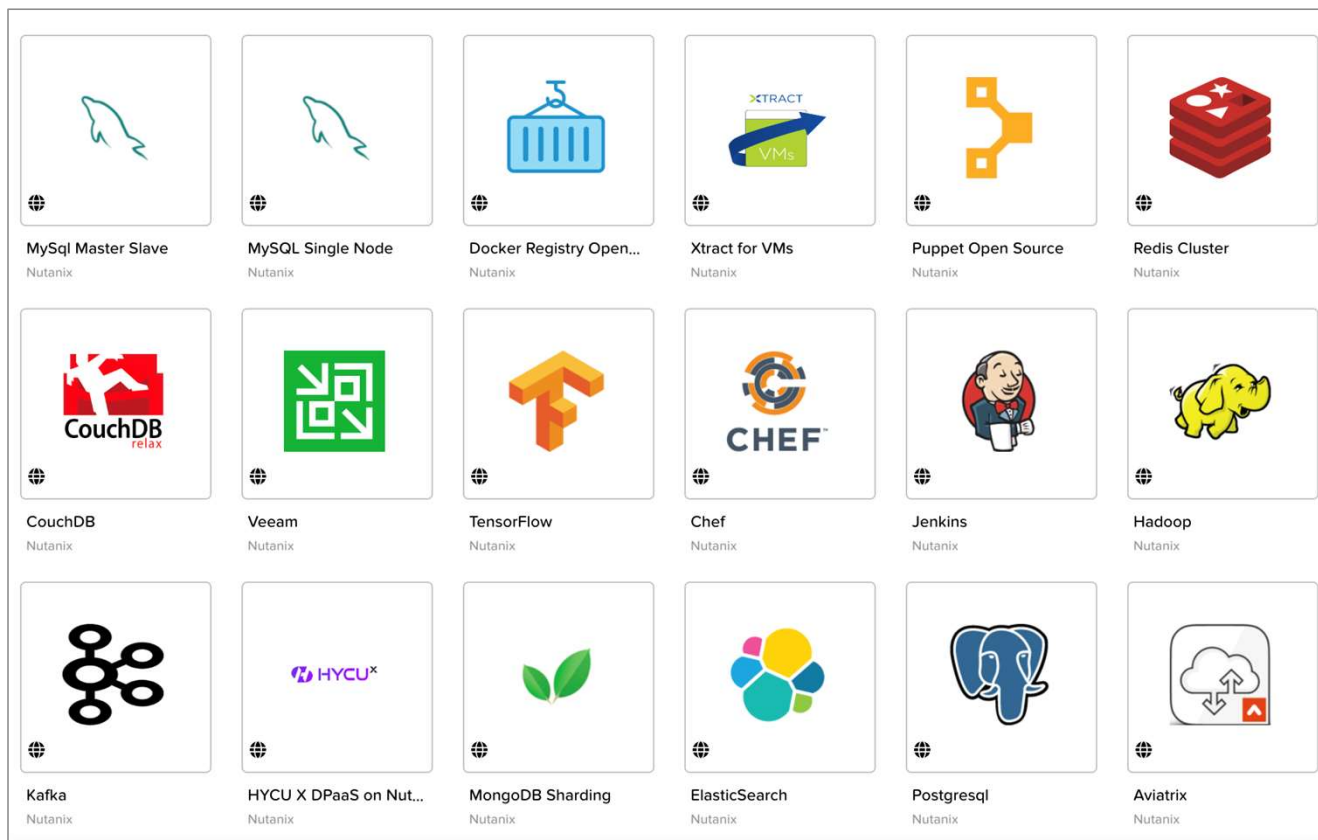 XTRACT
VMs
MySql Master Slave
Nutanix
MySQL Single Node
Nutanix
Docker Registry Open...
Nutanix
Xtract for VMs
Nutanix
Puppet Open Source
Nutanix
Redis Cluster
Nutanix
CouchDB
relax
CHEF™
CouchDB
Nutanix
Veeam
Nutanix
TensorFlow
Nutanix
Chef
Nutanix
Jenkins
Nutanix
Hadoop
Nutanix
HYCU X
Kafka
Nutanix
HYCU X DPaaS on Nut...
Nutanix
MongoDB Sharding
Nutanix
ElasticSearch
Nutanix
Postgresql
Nutanix
Aviatrix
Nutanix